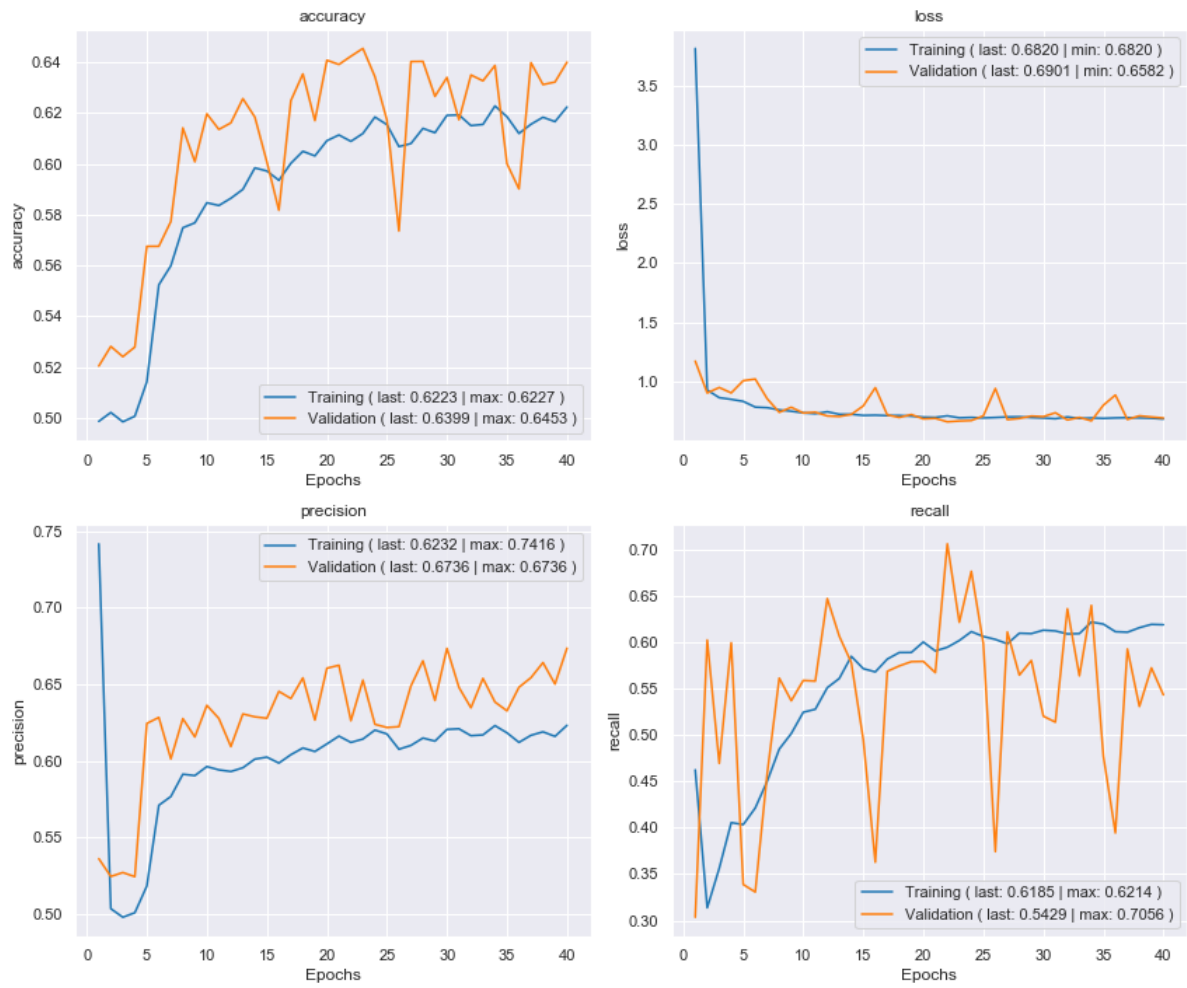 accuracy
Training ( last: 0.6223 | max: 0.6227 )
Validation ( last: 0.6399 | max: 0.6453 )
0.64
0.62
0.60
0.58
0.56
0.54
0.52
0.50
accuracy
0 5 10 15 20 25 30 35 40
Epochs
loss
Training ( last: 0.6820 | min: 0.6820 )
Validation ( last: 0.6901 | min: 0.6582 )
3.5
3.0
2.5
2.0
1.5
1.0
loss
0 5 10 15 20 25 30 35 40
Epochs
precision
Training ( last: 0.6232 | max: 0.7416 )
Validation ( last: 0.6736 | max: 0.6736 )
0.75
0.70
0.65
0.60
0.55
0.50
precision
0 5 10 15 20 25 30 35 40
Epochs
recall
0.70
0.65
0.60
0.55
0.50
0.45
0.40
0.35
0.30
recall
Training ( last: 0.6185 | max: 0.6214 )
Validation ( last: 0.5429 | max: 0.7056 )
0 5 10 15 20 25 30 35 40
Epochs